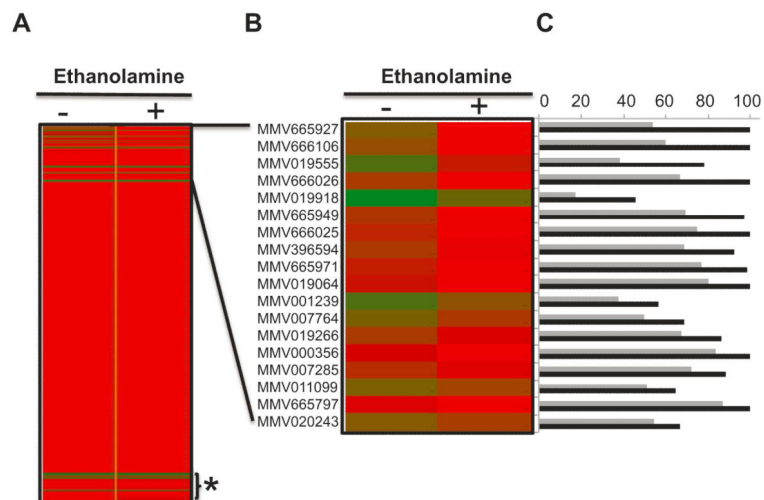 A
B
C
Ethanolamine
- +
*
Ethanolamine
- +
0 20 40 60 80 100
MMV665927
MMV666106
MMV019555
MMV666026
MMV019918
MMV665949
MMV666025
MMV396594
MMV665971
MMV019064
MMV001239
MMV007764
MMV019266
MMV000356
MMV007285
MMV011099
MMV665797
MMV020243